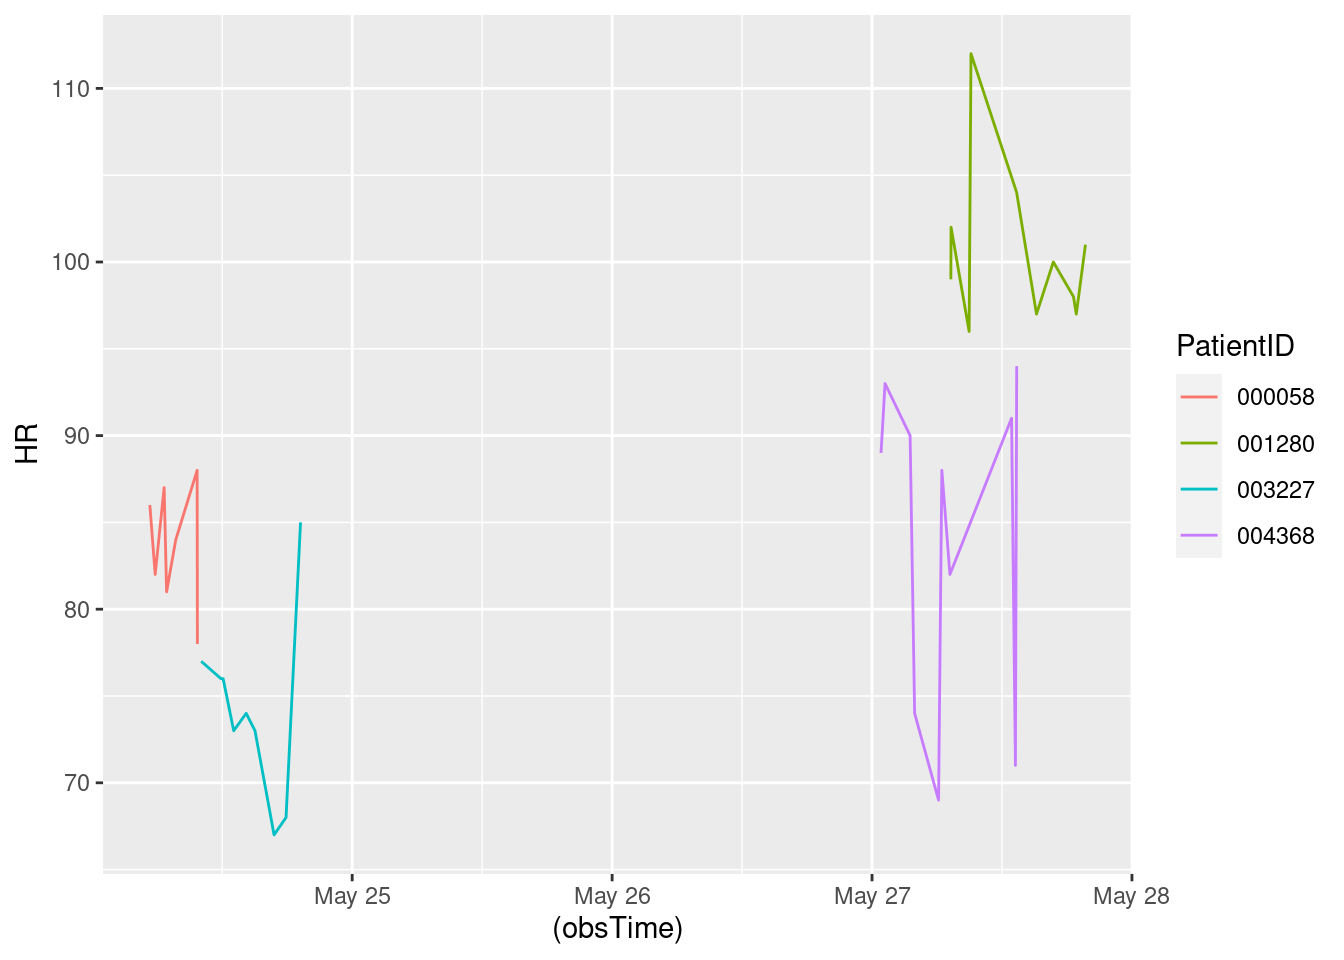 110
100
90
80
70
HR
May 25
May 26
May 27
May 28
(obsTime)
PatientID
000058
001280
003227
004368